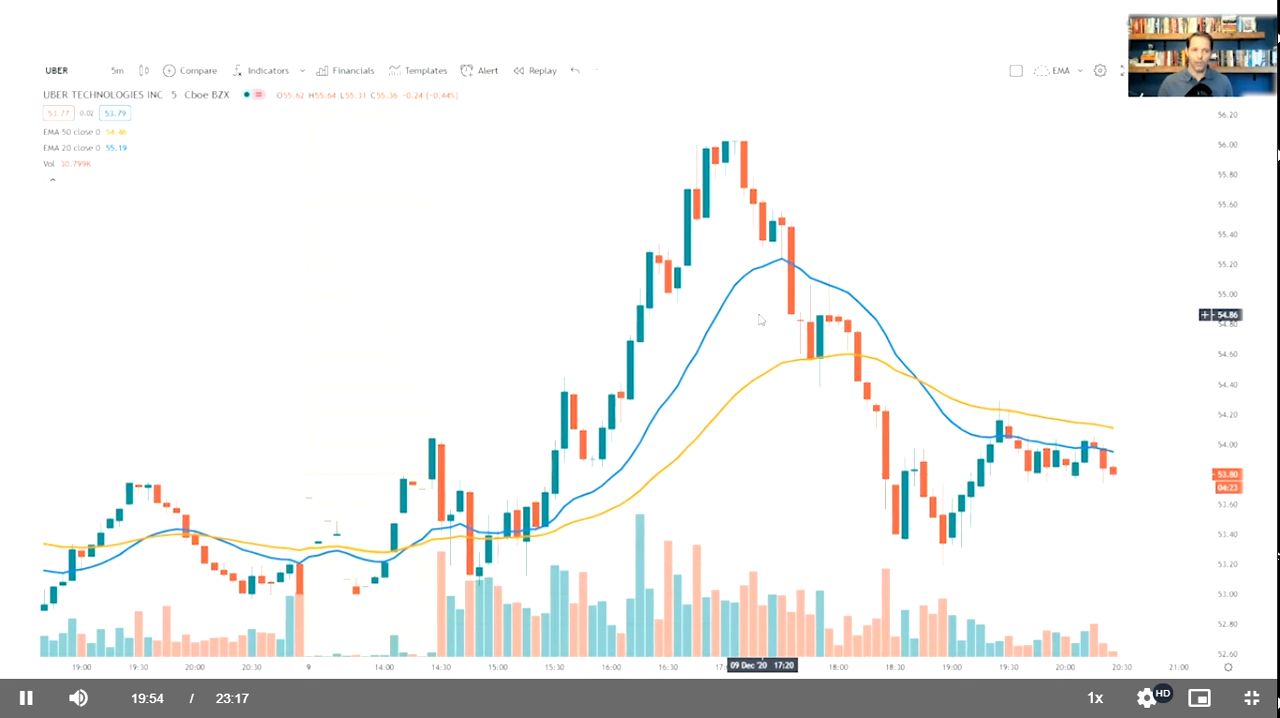 UBER 5m Compare Indicators Financials Templates Alert Replay EMA
UBER TECHNOLOGIES INC 5 Cboe BZX O55.62 H55.64 L55.31 C55.36 -0.24 (-0.44%)
53.77 0.02 53.79
EMA 50 close 0 54.46
EMA 20 close 0 55.19
Vol 30.799K
56.20
56.00
55.80
55.60
55.40
55.20
55.00
54.86
54.80
54.60
54.40
54.20
54.00
53.80
04:23
53.60
53.40
53.20
53.00
52.80
52.60
19:00 19:30 20:00 20:30 9 14:00 14:30 15:00 15:30 16:00 16:30 09 Dec '20 17:20 18:00 18:30 19:00 19:30 20:00 20:30 21:00
19:54 / 23:17 1x HD